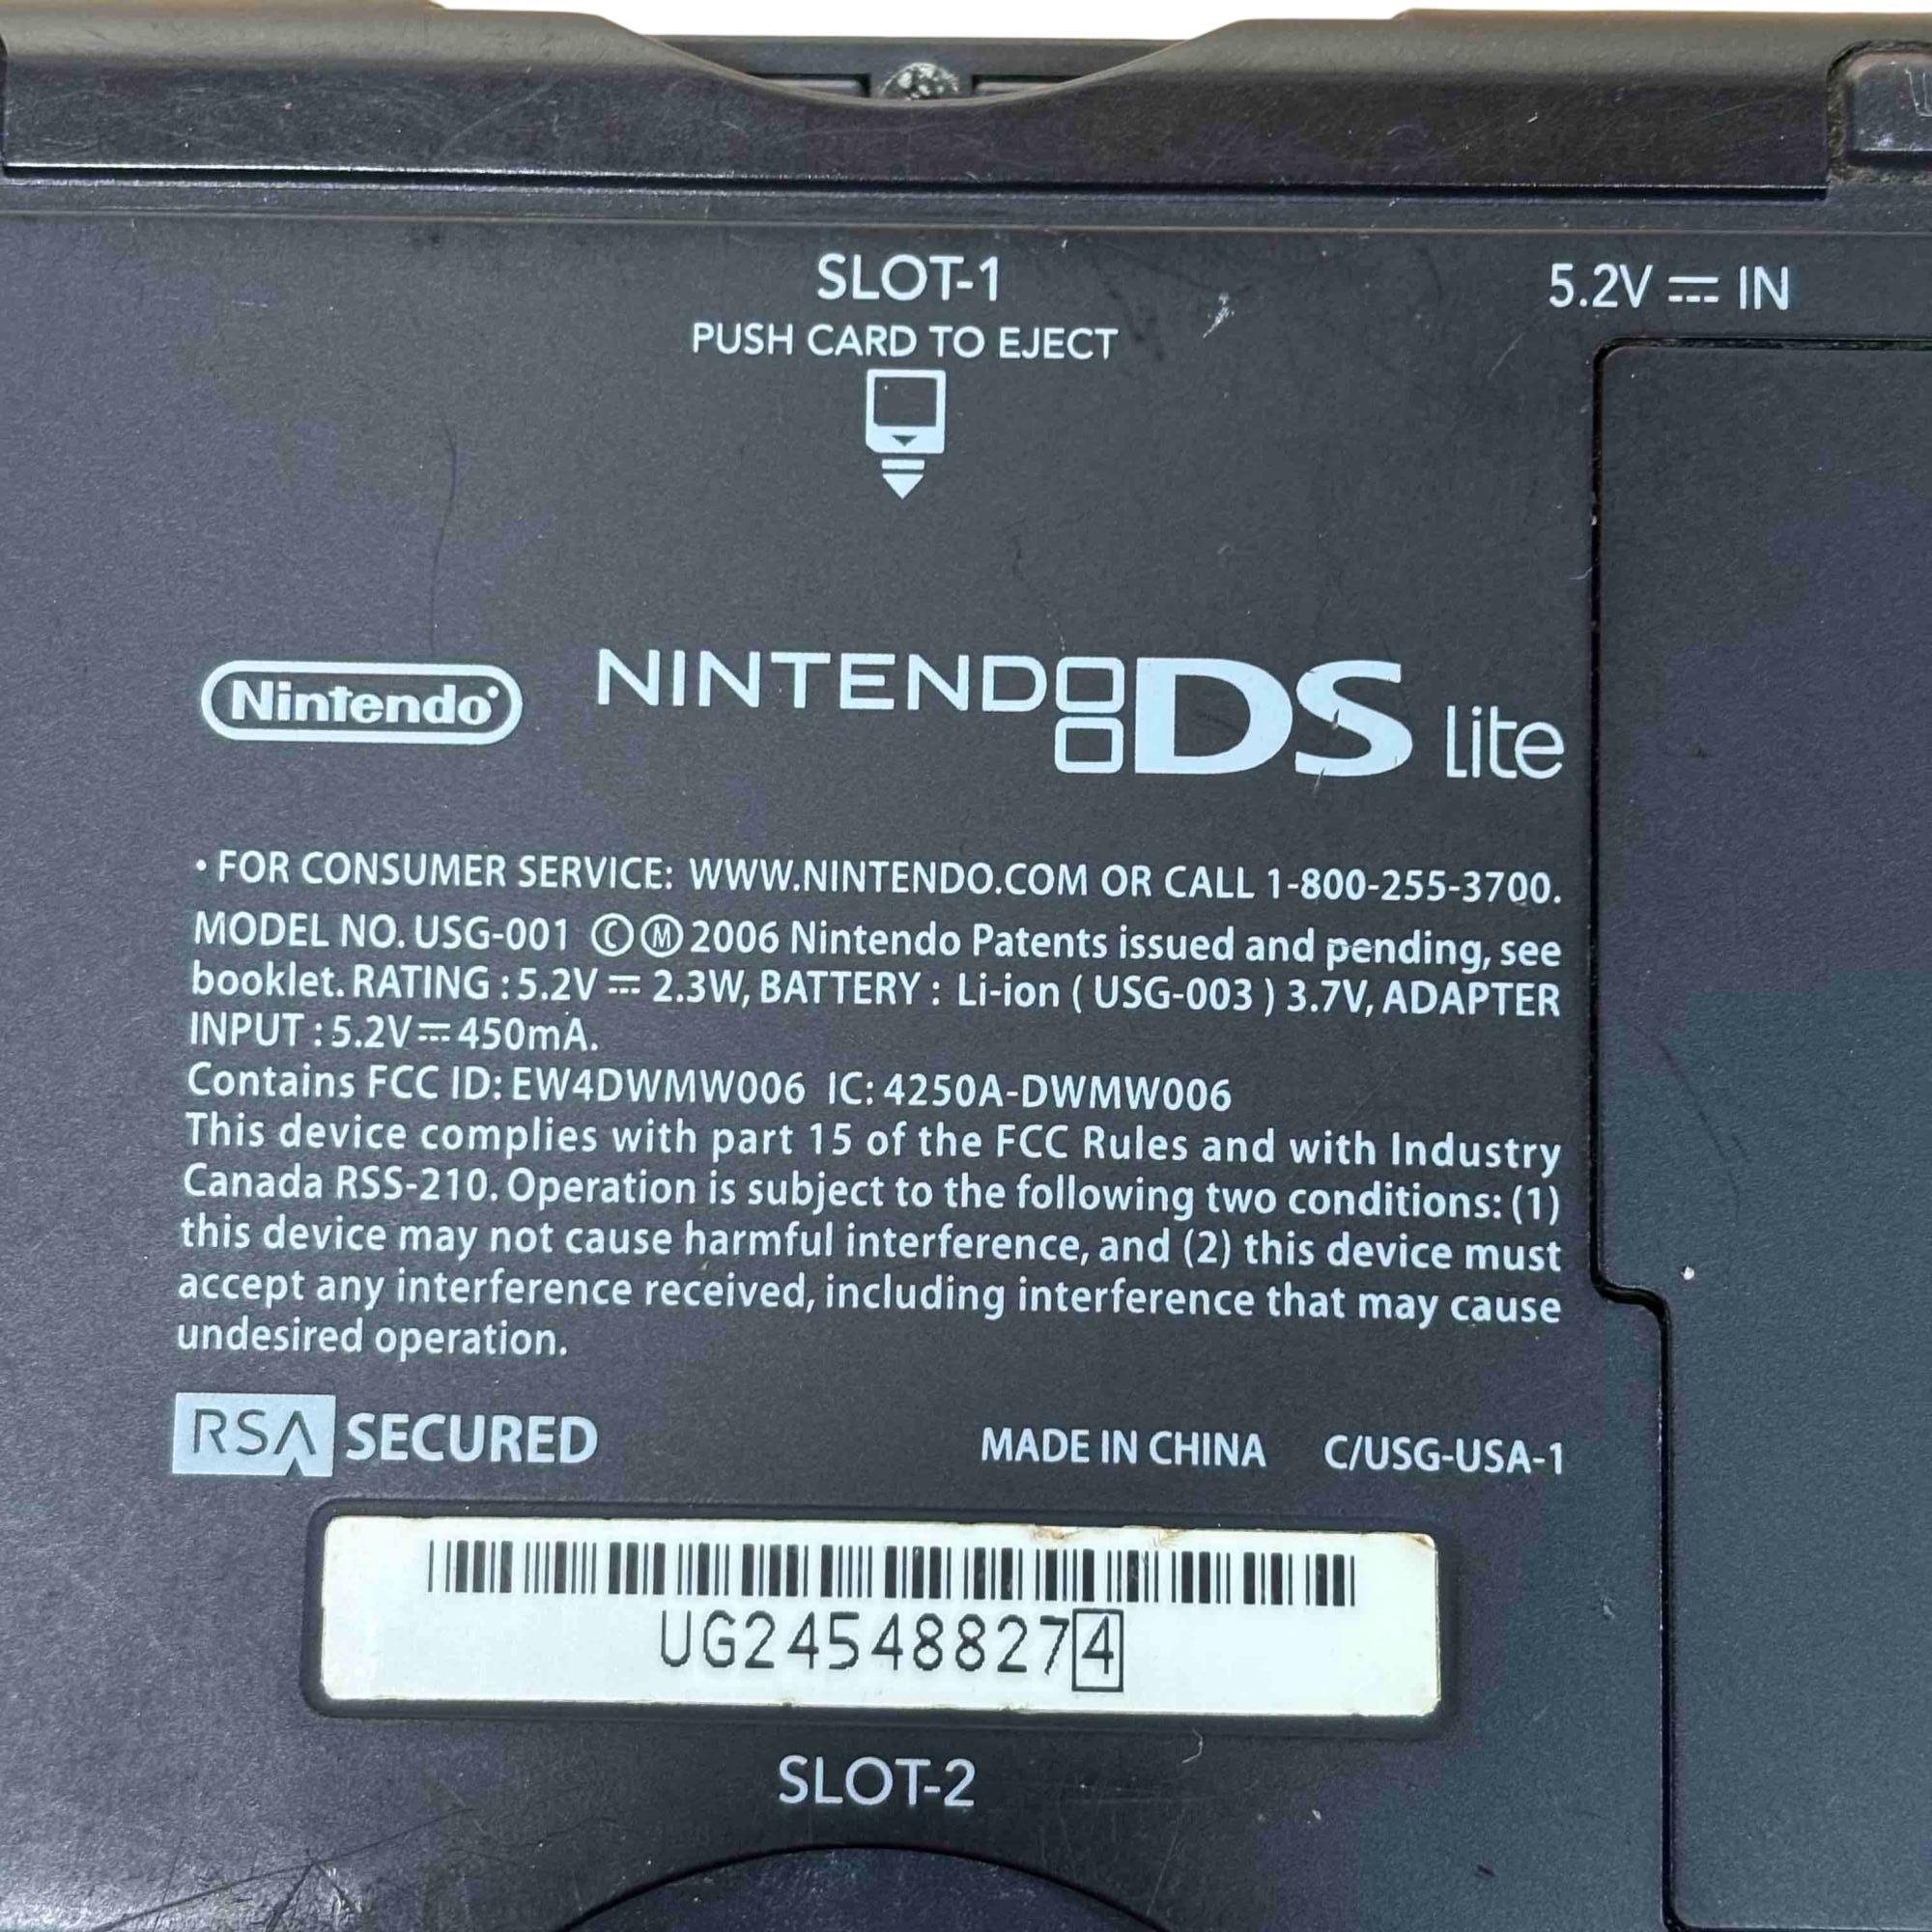 SLOT-1
5.2V ⎓ IN
PUSH CARD TO EJECT
Nintendo
NINTENDO DS Lite
• FOR CONSUMER SERVICE: WWW.NINTENDO.COM OR CALL 1-800-255-3700.
MODEL NO. USG-001 ©Ⓜ2006 Nintendo Patents issued and pending, see
booklet. RATING : 5.2V ⎓ 2.3W, BATTERY : Li-ion ( USG-003 ) 3.7V, ADAPTER
INPUT : 5.2V⎓450mA.
Contains FCC ID: EW4DWMW006 IC: 4250A-DWMW006
This device complies with part 15 of the FCC Rules and with Industry
Canada RSS-210. Operation is subject to the following two conditions: (1)
this device may not cause harmful interference, and (2) this device must
accept any interference received, including interference that may cause
undesired operation.
RSA SECURED
MADE IN CHINA C/USG-USA-1
UG245488274
SLOT-2